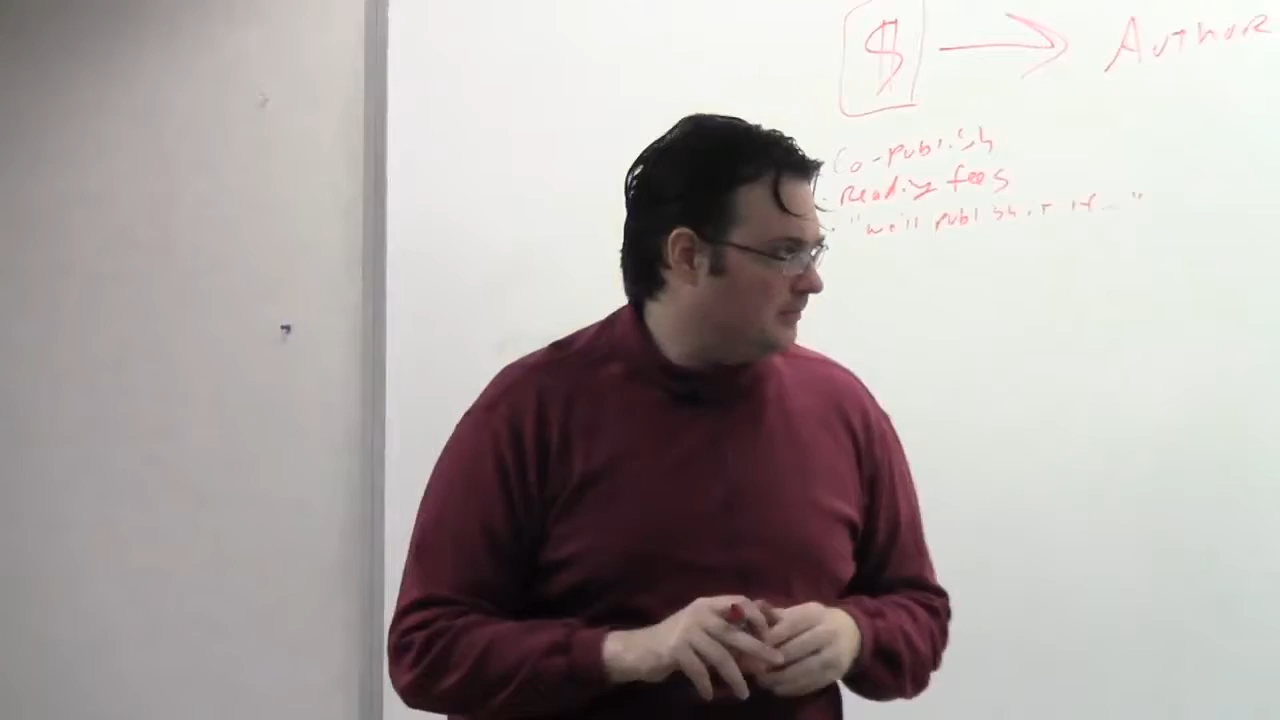 $ → AUTHOR
Co-publish
· Reading fees
· "we'll publish it if..."